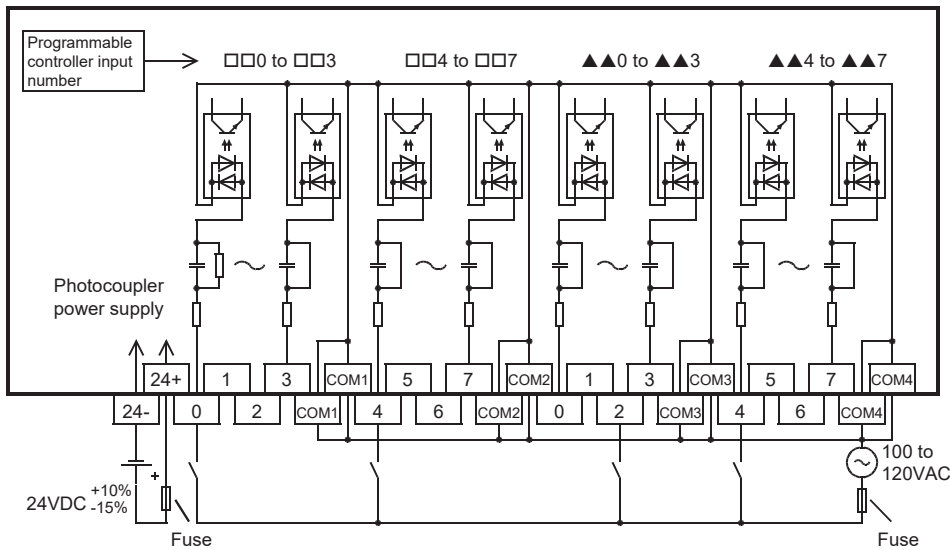 Programmable
controller input
number
□□0 to □□3
□□4 to □□7
▲▲0 to ▲▲3
▲▲4 to ▲▲7
Photocoupler
power supply
24+ 1 3 COM1 5 7 COM2 1 3 COM3 5 7 COM4
24- 0 2 COM1 4 6 COM2 0 2 COM3 4 6 COM4
100 to
120VAC
24VDC +10%
-15%
Fuse
Fuse